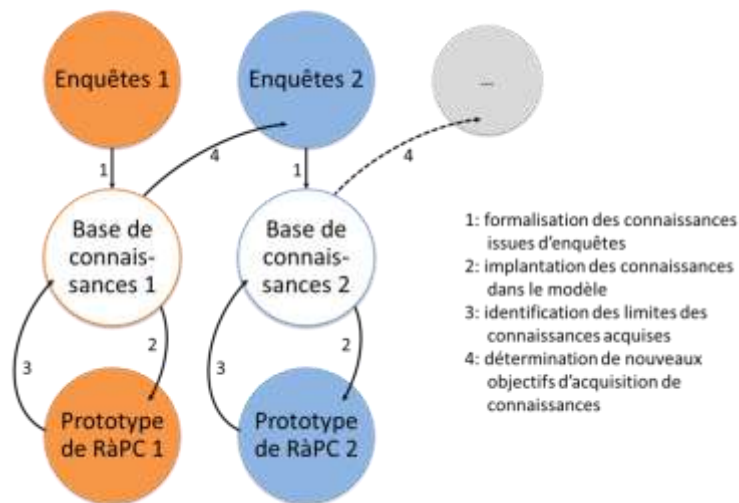 Enquêtes 1
Enquêtes 2
...
4
4
1
1
Base de
connais-
sances 1
Base de
connais-
sances 2
3
2
3
2
Prototype
de RàPC 1
Prototype
de RàPC 2
1: formalisation des connaissances
issues d'enquêtes
2: implantation des connaissances
dans le modèle
3: identification des limites des
connaissances acquises
4: détermination de nouveaux
objectifs d'acquisition de
connaissances